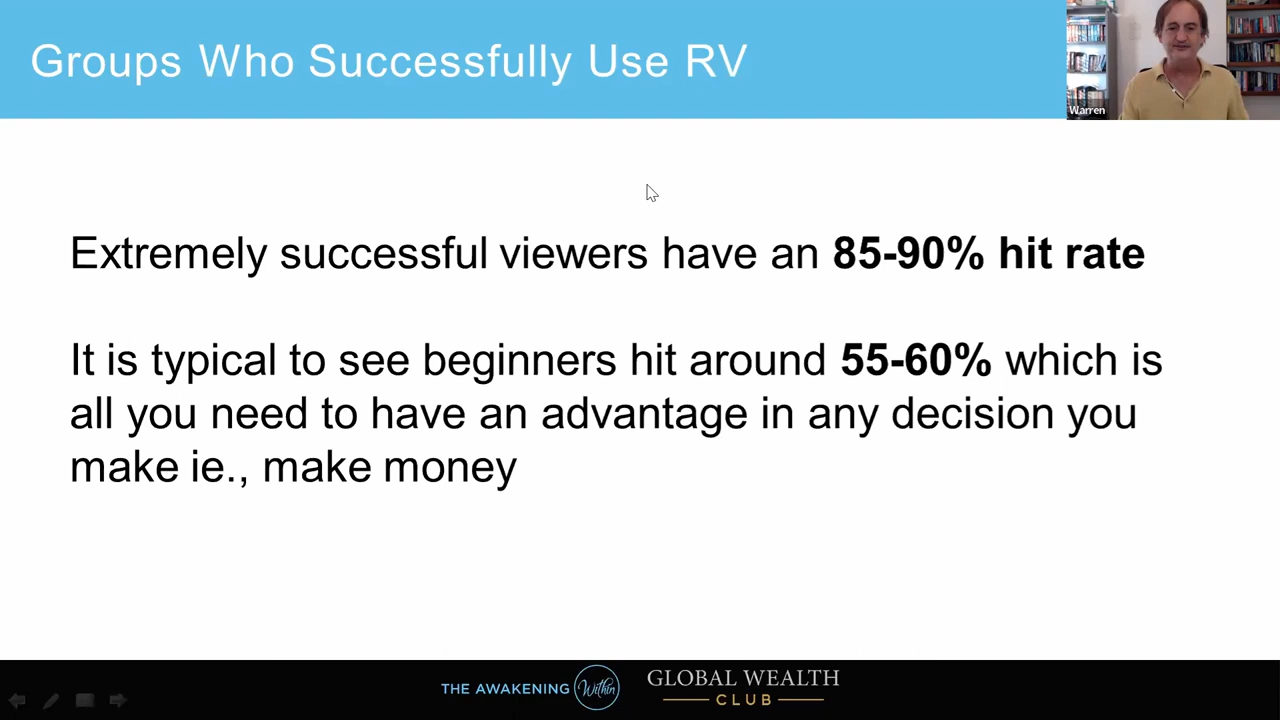 Groups Who Successfully Use RV
Warren
Extremely successful viewers have an 85-90% hit rate
It is typical to see beginners hit around 55-60% which is
all you need to have an advantage in any decision you
make ie., make money
THE AWAKENING Within
GLOBAL WEALTH
CLUB